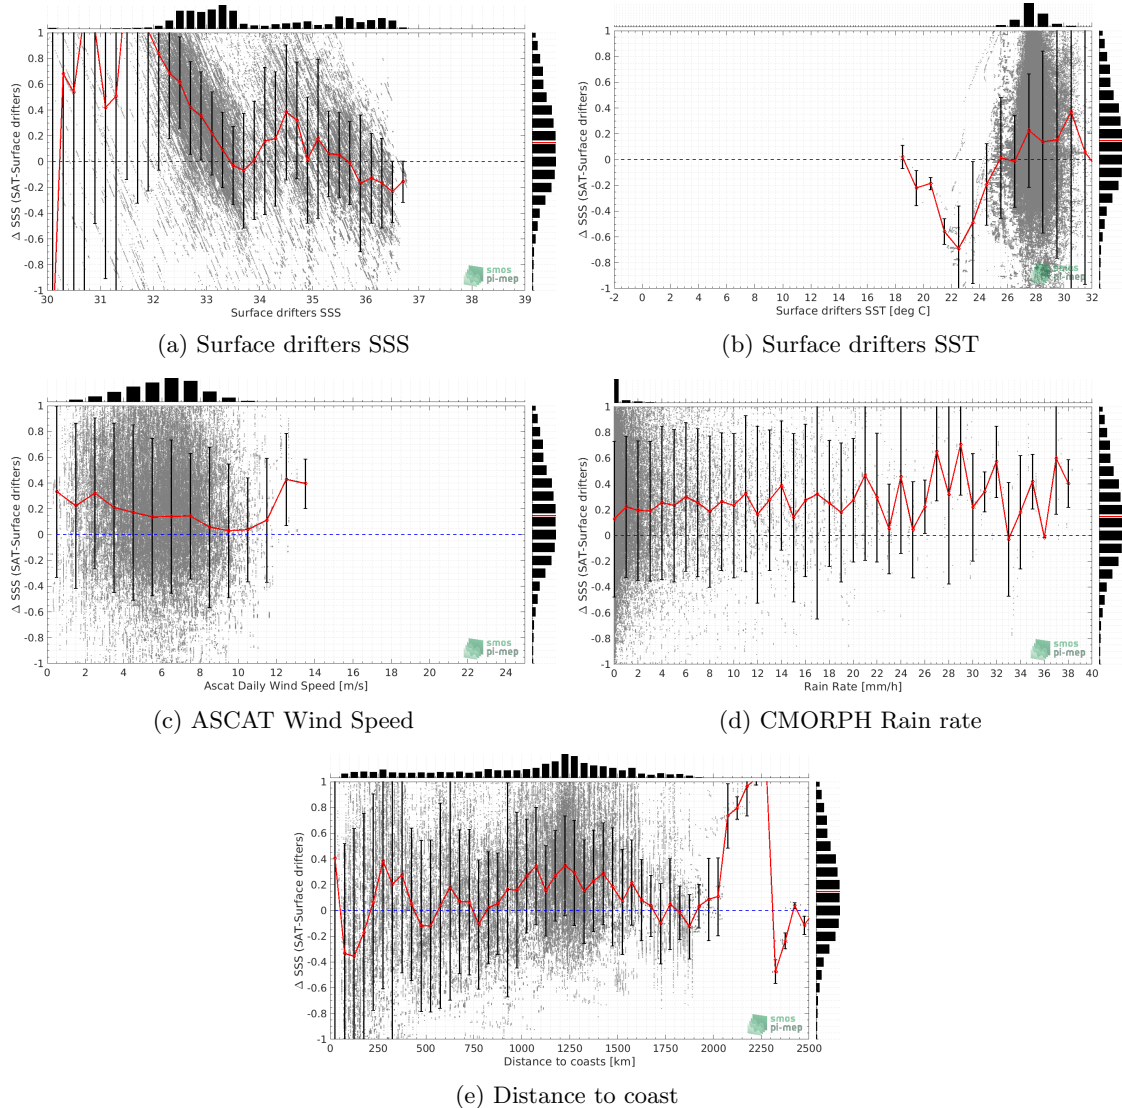 1
0.8
0.6
0.4
0.2
0
-0.2
-0.4
-0.6
-0.8
-1
Δ SSS (SAT-Surface drifters)
30 31 32 33 34 35 36 37 38 39
Surface drifters SSS
smos
pi-mep
(a) Surface drifters SSS
1
0.8
0.6
0.4
0.2
0
-0.2
-0.4
-0.6
-0.8
-1
Δ SSS (SAT-Surface drifters)
-2 0 2 4 6 8 10 12 14 16 18 20 22 24 26 28 30 32
Surface drifters SST [deg C]
smos
pi-mep
(b) Surface drifters SST
1
0.8
0.6
0.4
0.2
0
-0.2
-0.4
-0.6
-0.8
-1
Δ SSS (SAT-Surface drifters)
0 2 4 6 8 10 12 14 16 18 20 22 24
Ascat Daily Wind Speed [m/s]
smos
pi-mep
(c) ASCAT Wind Speed
1
0.8
0.6
0.4
0.2
0
-0.2
-0.4
-0.6
-0.8
-1
Δ SSS (SAT-Surface drifters)
0 2 4 6 8 10 12 14 16 18 20 22 24 26 28 30 32 34 36 38 40
Rain Rate [mm/h]
smos
pi-mep
(d) CMORPH Rain rate
1
0.8
0.6
0.4
0.2
0
-0.2
-0.4
-0.6
-0.8
-1
Δ SSS (SAT-Surface drifters)
0 250 500 750 1000 1250 1500 1750 2000 2250 2500
Distance to coasts [km]
smos
pi-mep
(e) Distance to coast